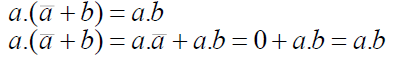 a.(a̅ + b) = a.b
a.(a̅ + b) = a.a̅ + a.b = 0 + a.b = a.b